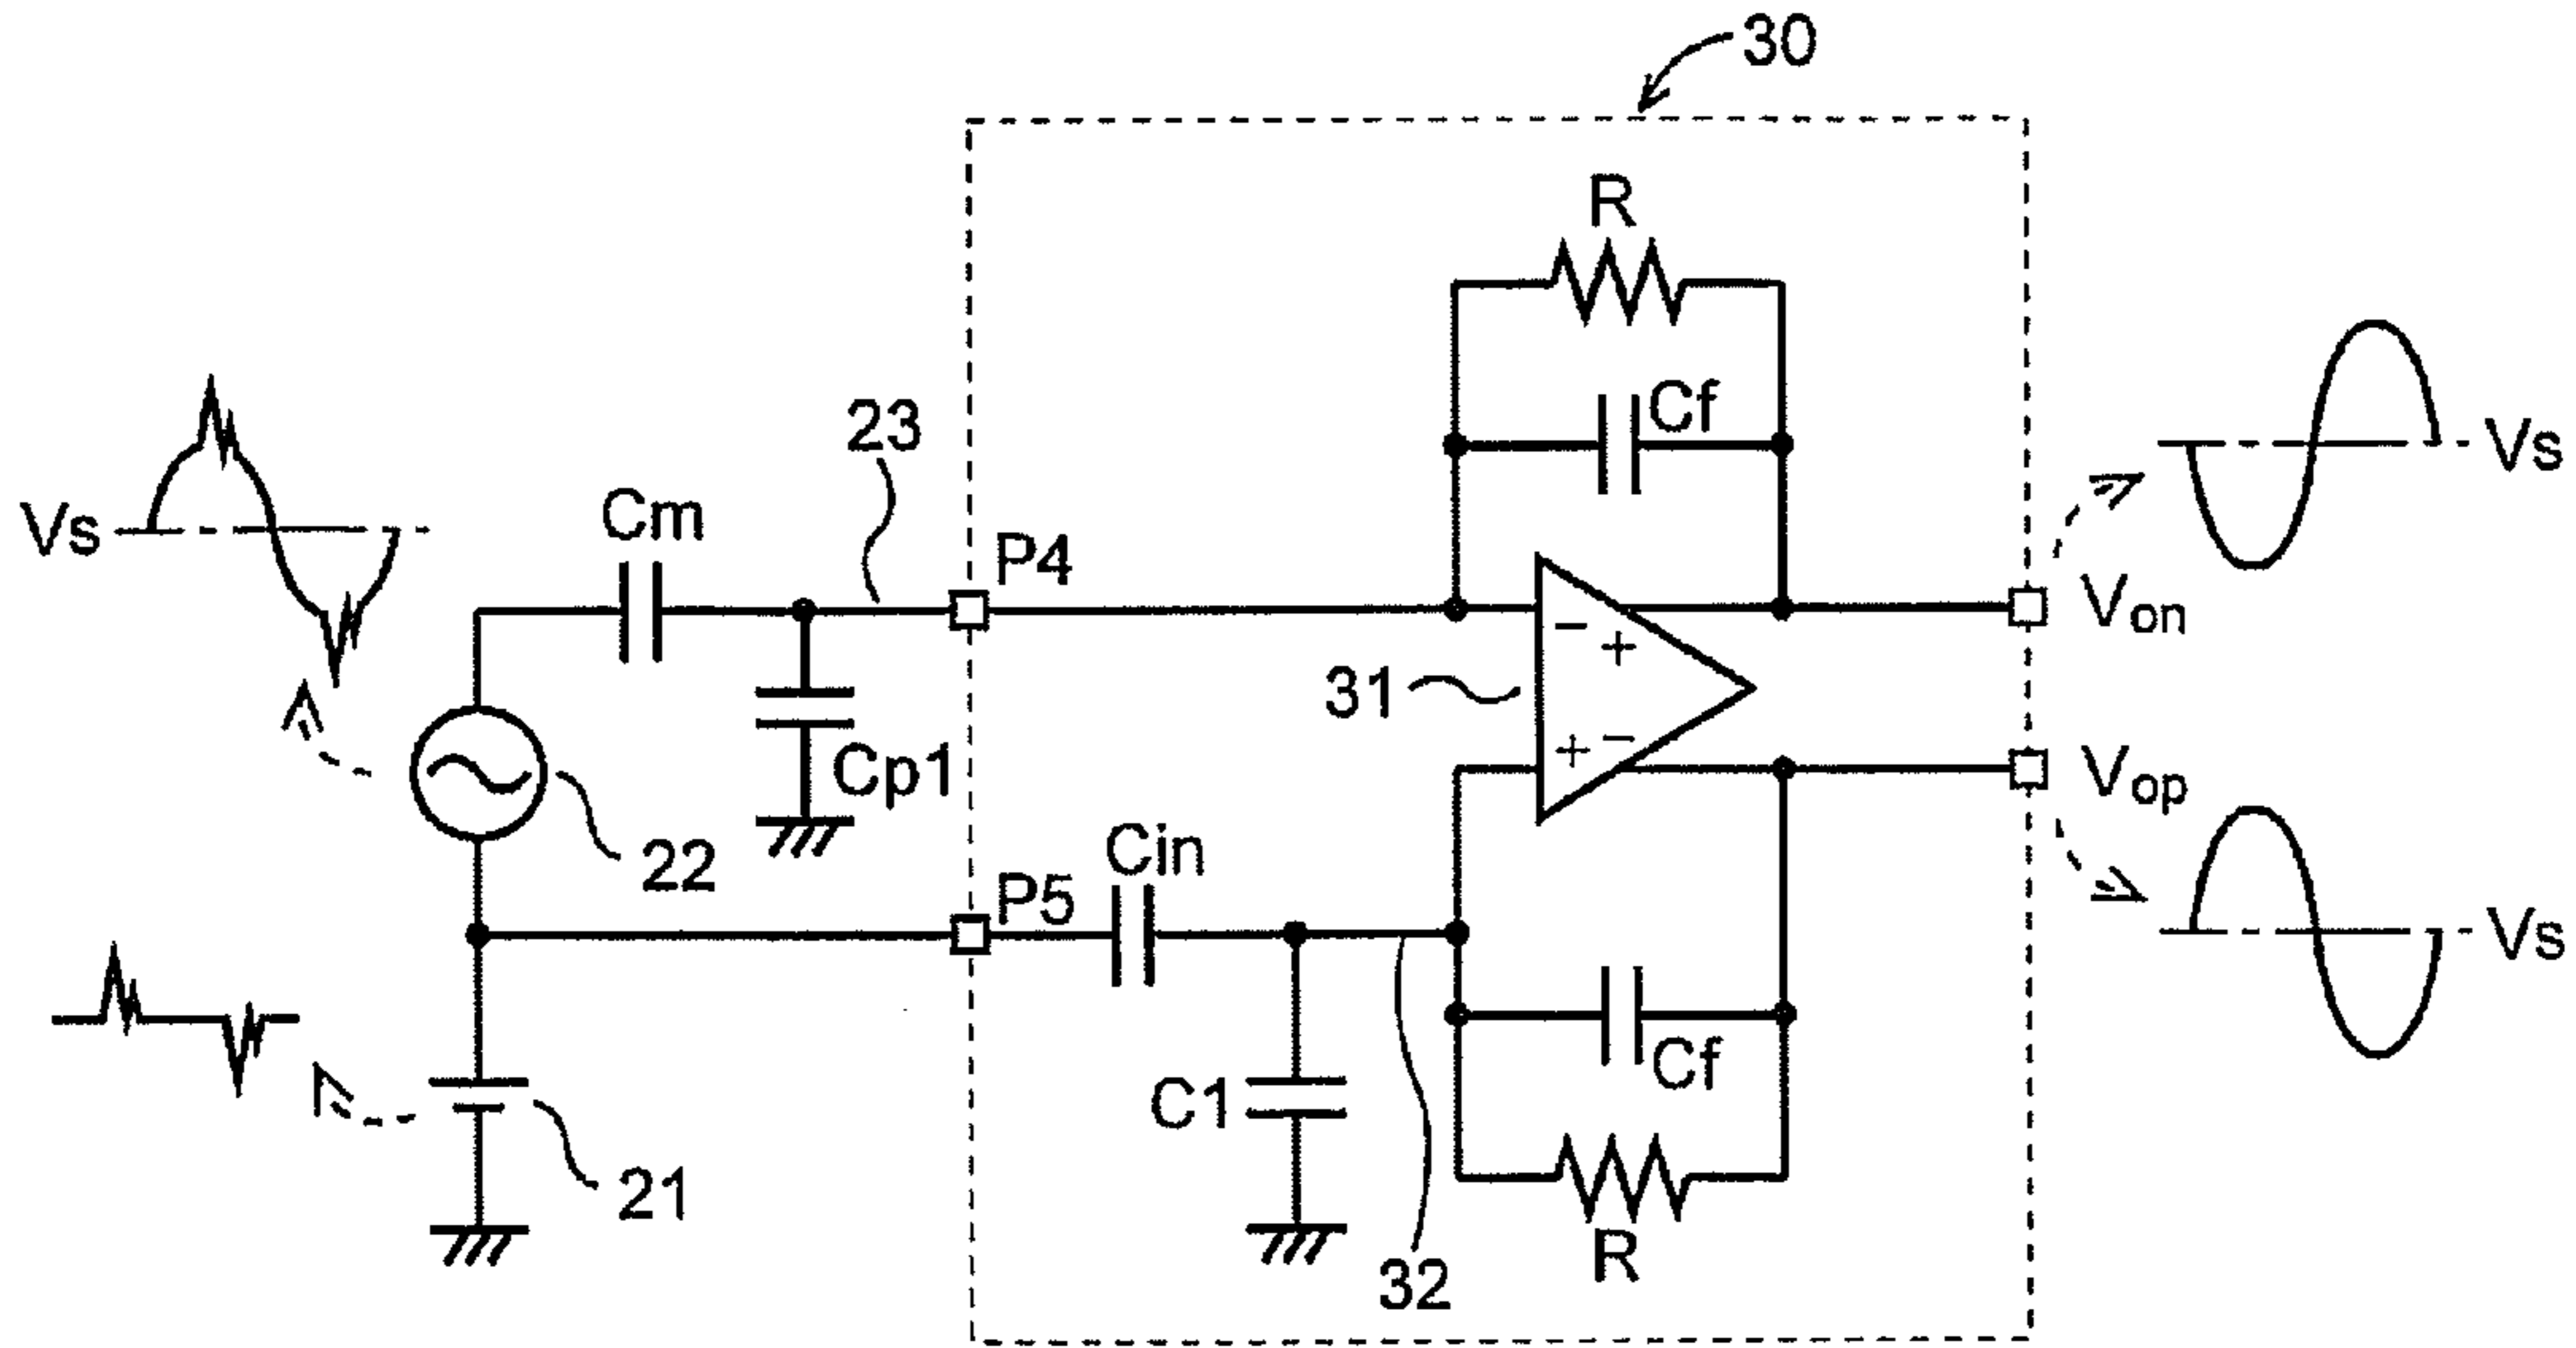 30
R
Cf
23
Vs
Cm
P4
Vs
Von
31
+
−
+
−
Vop
Cp1
22
Cin
P5
Vs
Cf
C1
21
R
32